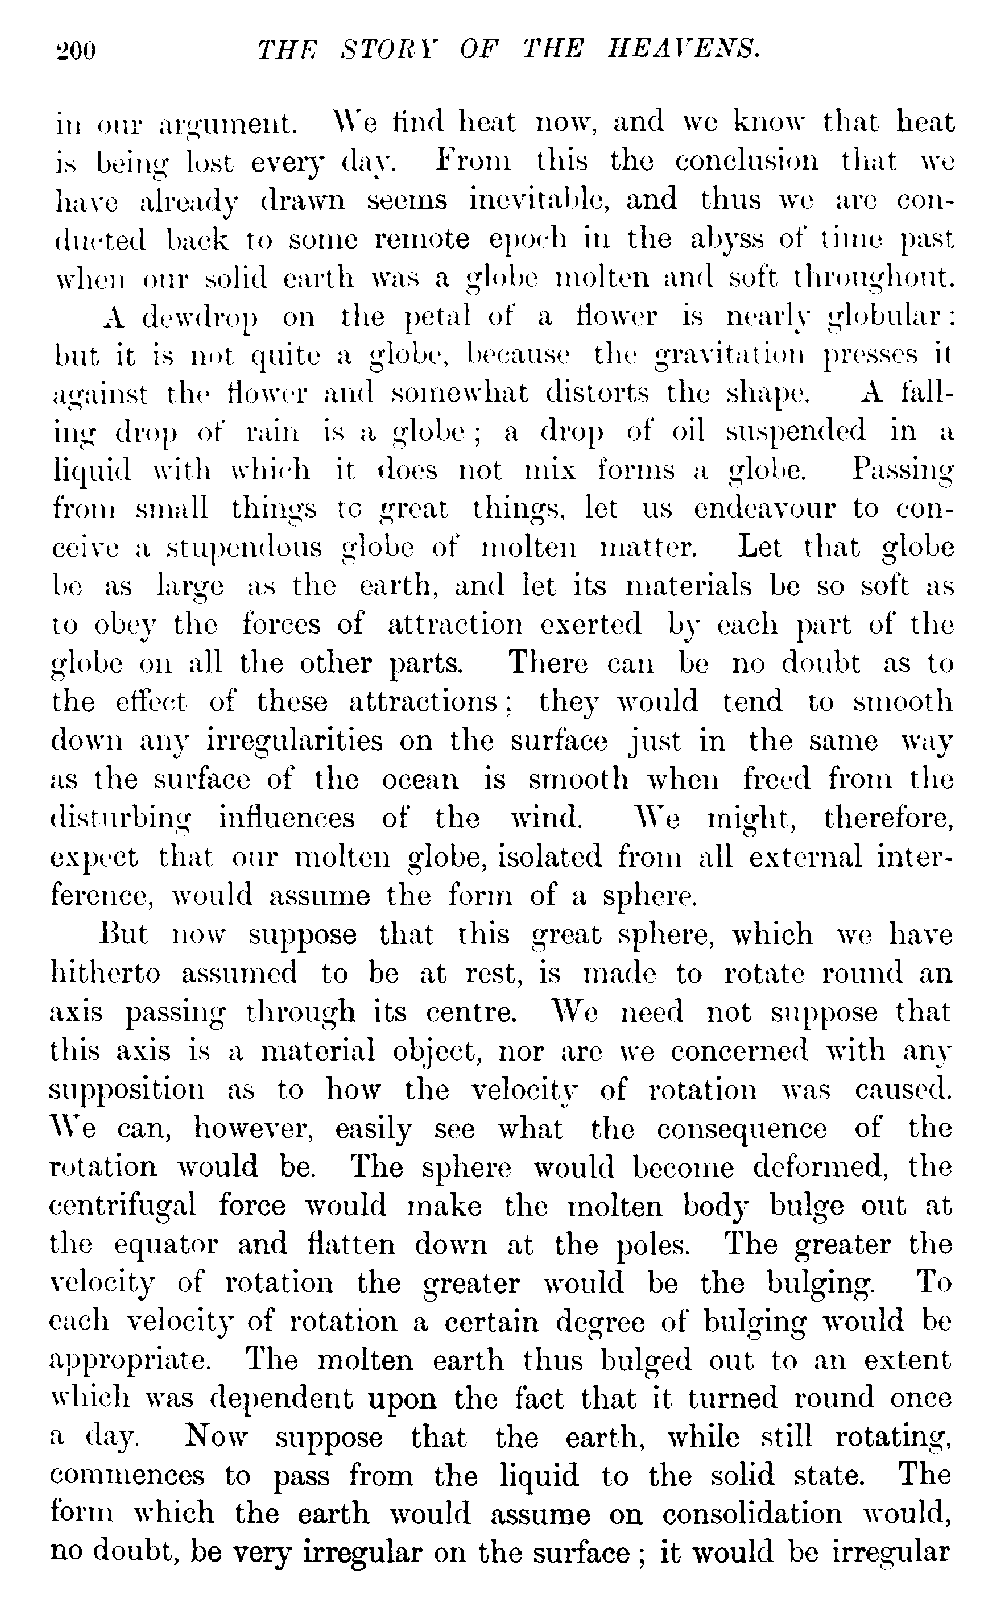 200 THE STORY OF THE HEAVENS.
in our argument. We find heat now, and we know that heat
is being lost every day. From this the conclusion that we
have already drawn seems inevitable, and thus we are con-
ducted back to some remote epoch in the abyss of time past
when our solid earth was a globe molten and soft throughout.
A dewdrop on the petal of a flower is nearly globular:
but it is not quite a globe, because the gravitation presses it
against the flower and somewhat distorts the shape. A fall-
ing drop of rain is a globe; a drop of oil suspended in a
liquid with which it does not mix forms a globe. Passing
from small things to great things, let us endeavour to con-
ceive a stupendous globe of molten matter. Let that globe
be as large as the earth, and let its materials be so soft as
to obey the forces of attraction exerted by each part of the
globe on all the other parts. There can be no doubt as to
the effect of these attractions; they would tend to smooth
down any irregularities on the surface just in the same way
as the surface of the ocean is smooth when freed from the
disturbing influences of the wind. We might, therefore,
expect that our molten globe, isolated from all external inter-
ference, would assume the form of a sphere.
But now suppose that this great sphere, which we have
hitherto assumed to be at rest, is made to rotate round an
axis passing through its centre. We need not suppose that
this axis is a material object, nor are we concerned with any
supposition as to how the velocity of rotation was caused.
We can, however, easily see what the consequence of the
rotation would be. The sphere would become deformed, the
centrifugal force would make the molten body bulge out at
the equator and flatten down at the poles. The greater the
velocity of rotation the greater would be the bulging. To
each velocity of rotation a certain degree of bulging would be
appropriate. The molten earth thus bulged out to an extent
which was dependent upon the fact that it turned round once
a day. Now suppose that the earth, while still rotating,
commences to pass from the liquid to the solid state. The
form which the earth would assume on consolidation would,
no doubt, be very irregular on the surface; it would be irregular